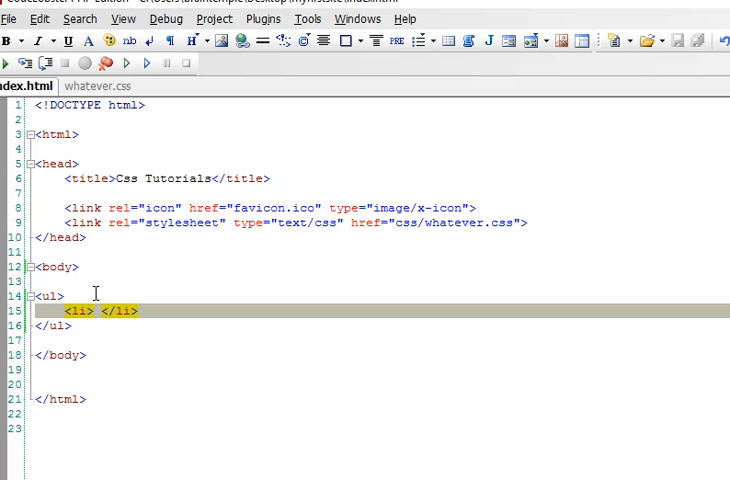 File Edit Search View Debug Project Plugins Tools Windows Help
B I U A nb ¶ H PRE
ndex.html whatever.css
1 <!DOCTYPE html>
2
3 <html>
4
5 <head>
6 <title>Css Tutorials</title>
7
8 <link rel="icon" href="favicon.ico" type="image/x-icon">
9 <link rel="stylesheet" type="text/css" href="css/whatever.css">
10 </head>
11
12 <body>
13
14 <ul>
15 <li> </li>
16 </ul>
17
18 </body>
19
20
21 </html>
22
23